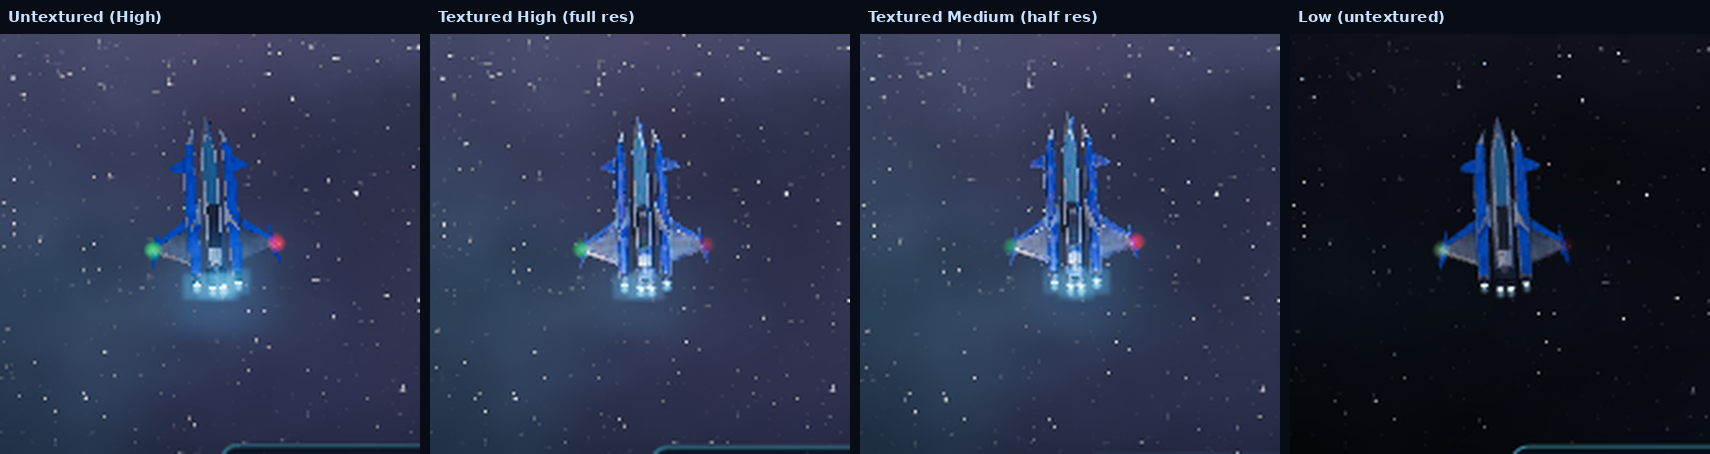 Untextured (High)
Textured High (full res)
Textured Medium (half res)
Low (untextured)